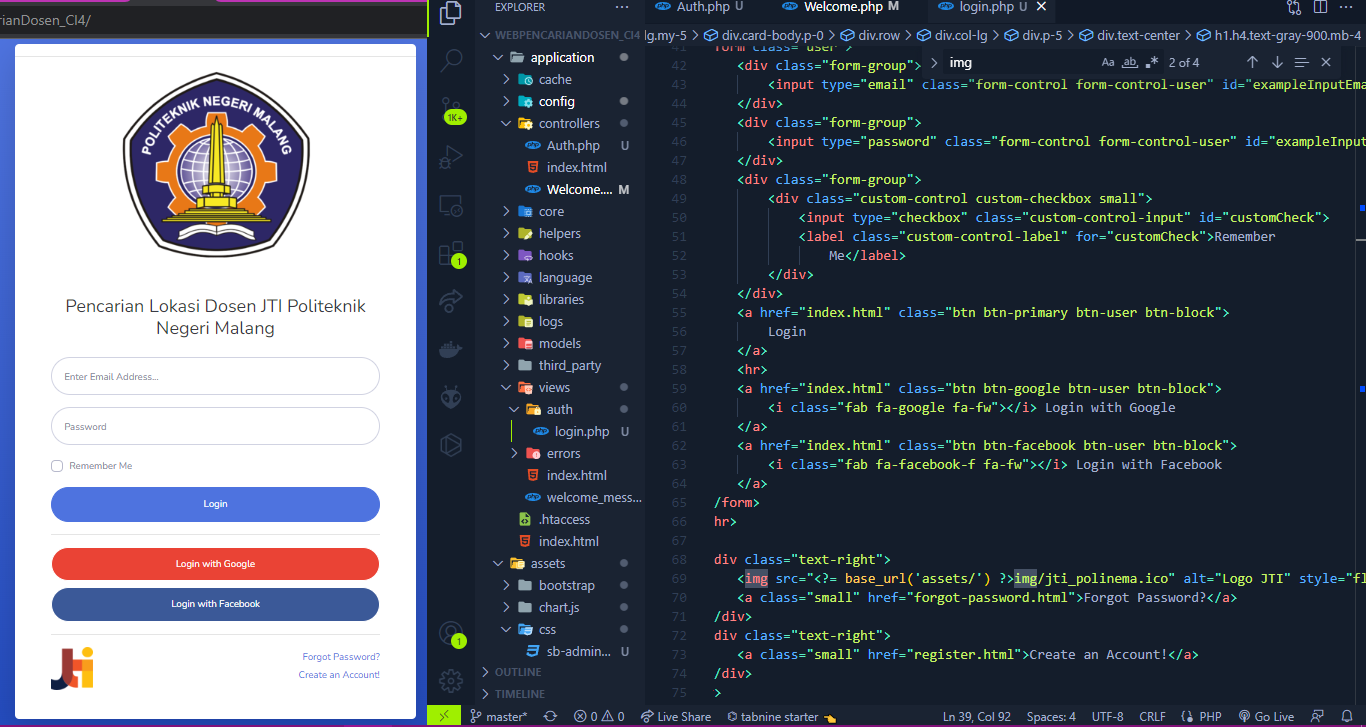 rianDosen_CI4/
POLITEKNIK NEGERI MALANG
Pencarian Lokasi Dosen JTI Politeknik
Negeri Malang
Enter Email Address...
Password
Remember Me
Login
Login with Google
Login with Facebook
Jti
Forgot Password?
Create an Account!
1K+
1
1
EXPLORER
WEBPENCARIANDOSEN_CI4
application
cache
config
controllers
Auth.php U
index.html
Welcome.... M
core
helpers
hooks
language
libraries
logs
models
third_party
views
auth
login.php U
errors
index.html
welcome_mess...
.htaccess
index.html
assets
bootstrap
chart.js
css
sb-admin... U
OUTLINE
TIMELINE
Auth.php U
Welcome.php M
login.php U
lg.my-5 > div.card-body.p-0 > div.row > div.col-lg > div.p-5 > div.text-center > h1.h4.text-gray-900.mb-4
img
Aa ab 2 of 4
41 form class="user">
42 <div class="form-group">
43 <input type="email" class="form-control form-control-user" id="exampleInputEma
44 </div>
45 <div class="form-group">
46 <input type="password" class="form-control form-control-user" id="exampleInput
47 </div>
48 <div class="form-group">
49 <div class="custom-control custom-checkbox small">
50 <input type="checkbox" class="custom-control-input" id="customCheck">
51 <label class="custom-control-label" for="customCheck">Remember
52 Me</label>
53 </div>
54 </div>
55 <a href="index.html" class="btn btn-primary btn-user btn-block">
56 Login
57 </a>
58 <hr>
59 <a href="index.html" class="btn btn-google btn-user btn-block">
60 <i class="fab fa-google fa-fw"></i> Login with Google
61 </a>
62 <a href="index.html" class="btn btn-facebook btn-user btn-block">
63 <i class="fab fa-facebook-f fa-fw"></i> Login with Facebook
64 </a>
65 /form>
66 hr>
67
68 div class="text-right">
69 <img src="<?= base_url('assets/') ?>img/jti_polinema.ico" alt="Logo JTI" style="fl
70 <a class="small" href="forgot-password.html">Forgot Password?</a>
71 /div>
72 div class="text-right">
73 <a class="small" href="register.html">Create an Account!</a>
74 /div>
75 >
master* 0 0 Live Share tabnine starter Ln 39, Col 92 Spaces: 4 UTF-8 CRLF PHP Go Live